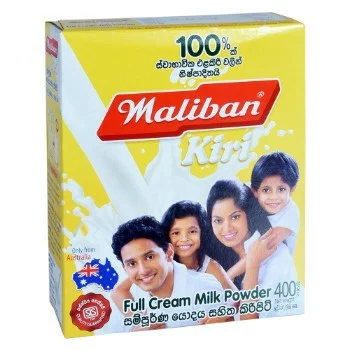 100%ක්
ස්වාභාවික එළකිරි වලින්
නිෂ්පාදිතයි
Maliban®
Kiri
Only from
Australia
Full Cream Milk Powder 400
සම්පූර්ණ යොදය සහිත කිරිපිටි